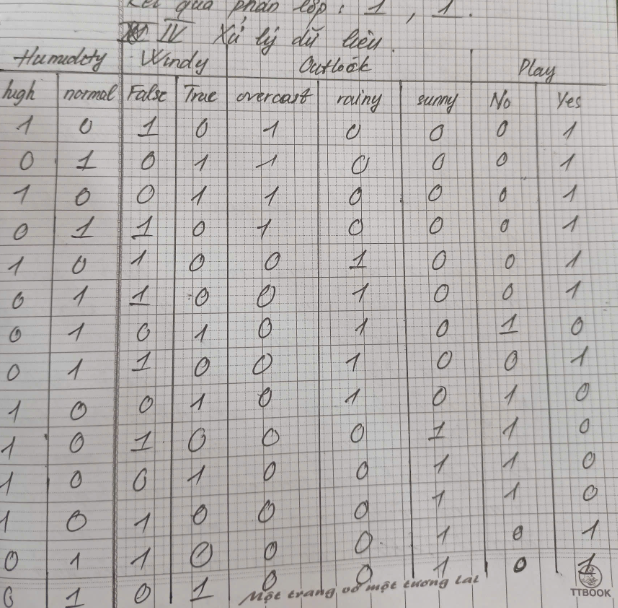 Kết quả phân lớp : 1 , 1.
IV Xử lý dữ liệu.
Humidity Windy Outlook Play
high normal False True overcast rainy sunny No Yes
1 0 1 0 1 0 0 0 1
0 1 0 1 1 0 0 0 1
1 0 0 1 1 0 0 0 1
0 1 1 0 1 0 0 0 1
1 0 1 0 0 1 0 0 1
0 1 1 0 0 1 0 0 1
0 1 0 1 0 1 0 1 0
0 1 1 0 0 1 0 0 1
1 0 0 1 0 1 0 1 0
1 0 1 0 0 0 1 1 0
1 0 0 1 0 0 1 1 0
1 0 1 0 0 0 1 1 0
0 1 1 0 0 0 1 0 1
0 1 0 1 0 0 1 0 1
Một trang vở một tương lai
TTBOOK